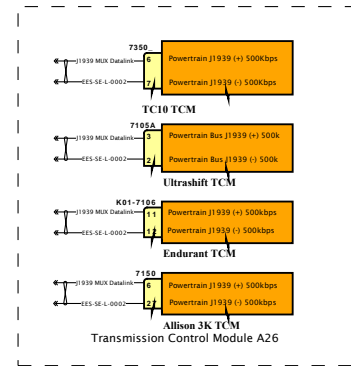 7350_
J1939 MUX Datalink 6 Powertrain J1939 (+) 500Kbps
EES-SE-L-0002 7 Powertrain J1939 (-) 500Kbps
TC10 TCM
7105A
J1939 MUX Datalink 3 Powertrain Bus J1939 (+) 500k
EES-SE-L-0002 2 Powertrain Bus J1939 (-) 500k
Ultrashift TCM
K01-7106
J1939 MUX Datalink 11 Powertrain J1939 (+) 500kbps
EES-SE-L-0002 12 Powertrain J1939 (-) 500kbps
Endurant TCM
7150
J1939 MUX Datalink 6 Powertrain J1939 (+) 500kbps
EES-SE-L-0002 Powertrain J1939 (-) 500kbps
Allison 3K TCM
Transmission Control Module A26